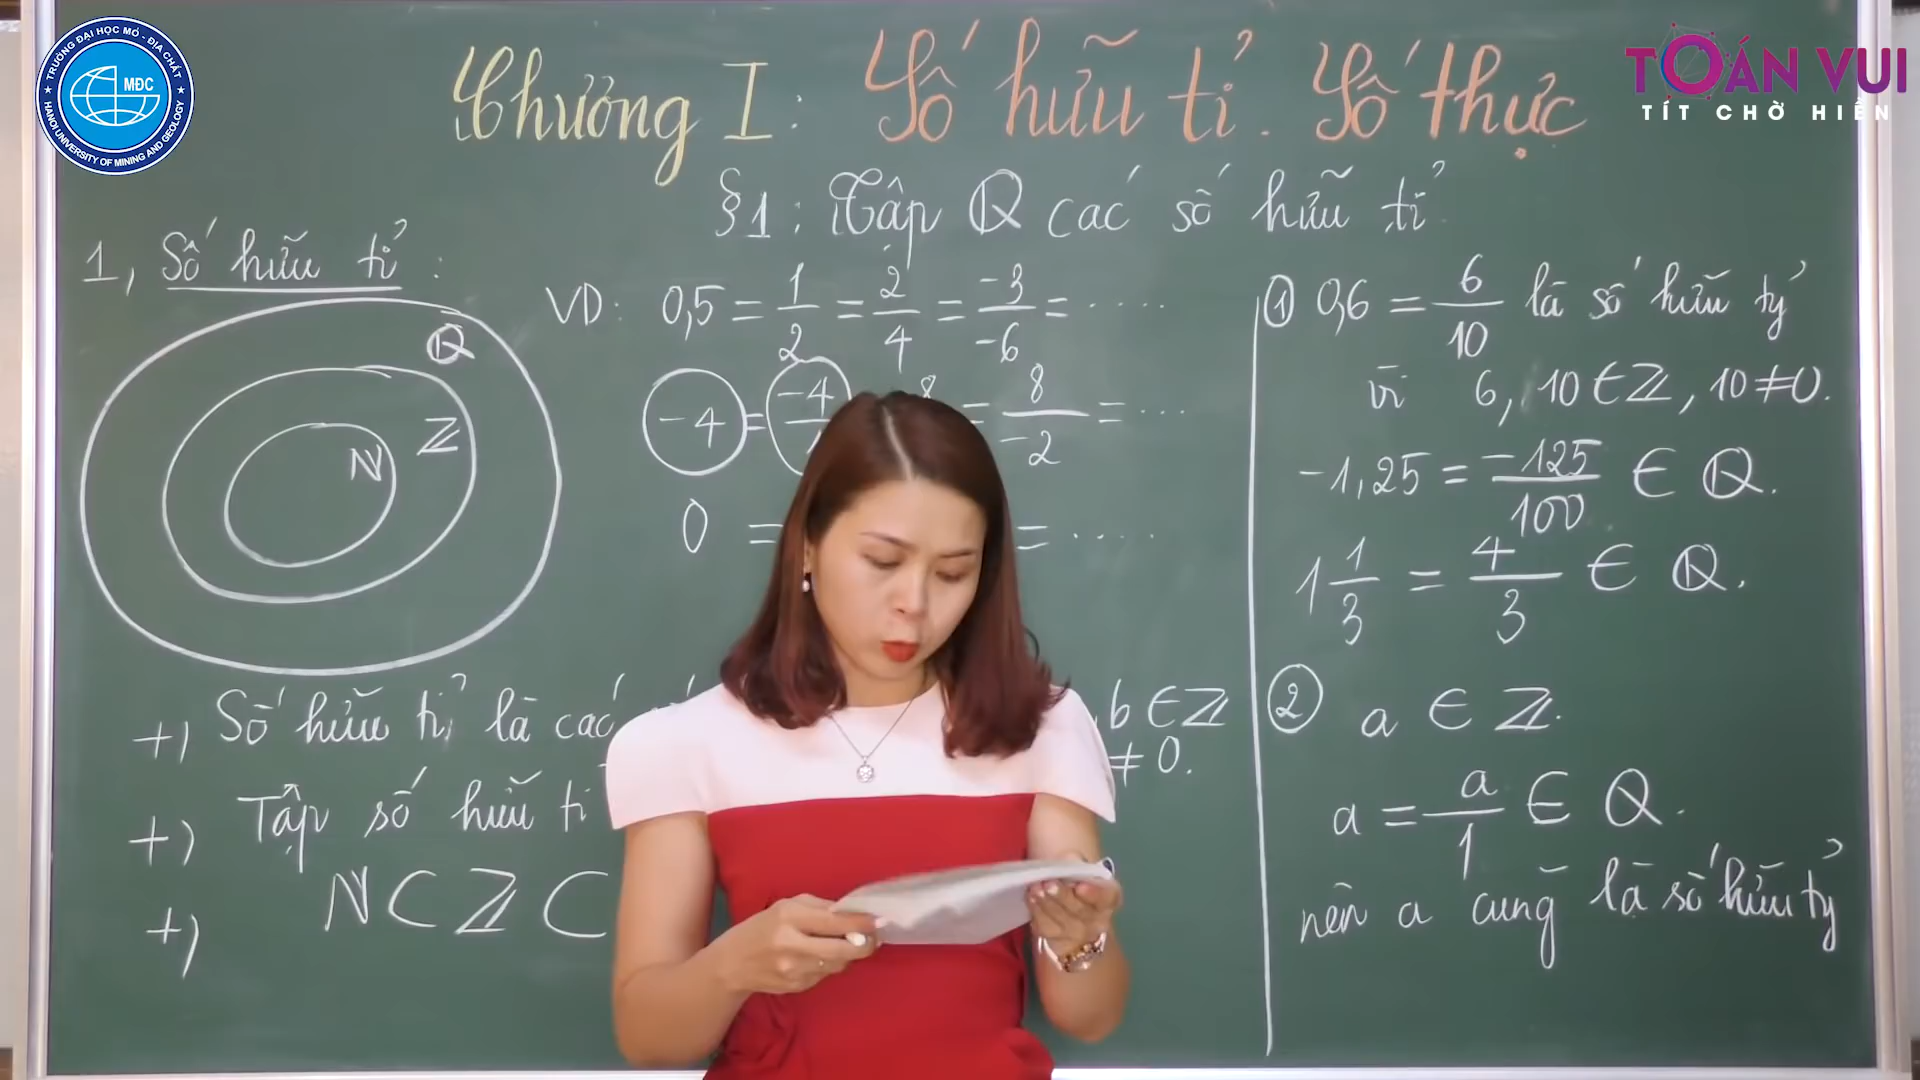 TRƯỜNG ĐẠI HỌC MỎ - ĐỊA CHẤT
MĐC
HANOI UNIVERSITY OF MINING AND GEOLOGY
TOÁN VUI
TÍT CHỜ HIỀN
Chương I: Số hữu tỉ. Số thực
§1: Tập Q các số hữu tỉ
1, Số hữu tỉ:
Q
Z
N
VD: 0,5 = 1/2 = 2/4 = -3/-6 = .....
-4 = -4/ 8 = 8/-2 = ...
0 = = .....
+) Số hữu tỉ là các b ∈ Z
≠ 0.
+) Tập số hữu tỉ
+) N ⊂ Z ⊂
① 0,6 = 6/10 là số hữu tỷ
vì 6, 10 ∈ Z, 10 ≠ 0.
-1,25 = -125/100 ∈ Q.
1 1/3 = 4/3 ∈ Q.
② a ∈ Z.
a = a/1 ∈ Q.
nên a cũng là số hữu tỷ